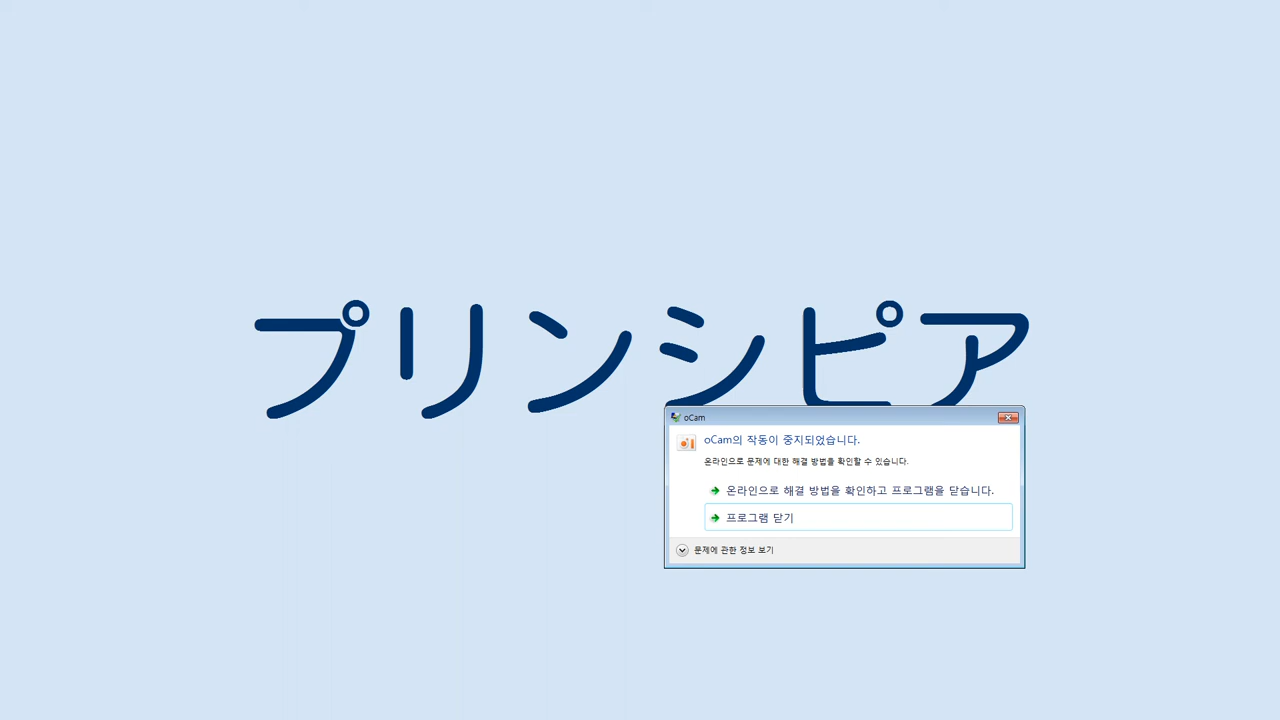 プリンシピア
oCam
oCam의 작동이 중지되었습니다.
온라인으로 문제에 대한 해결 방법을 확인할 수 있습니다.
온라인으로 해결 방법을 확인하고 프로그램을 닫습니다.
프로그램 닫기
문제에 관한 정보 보기